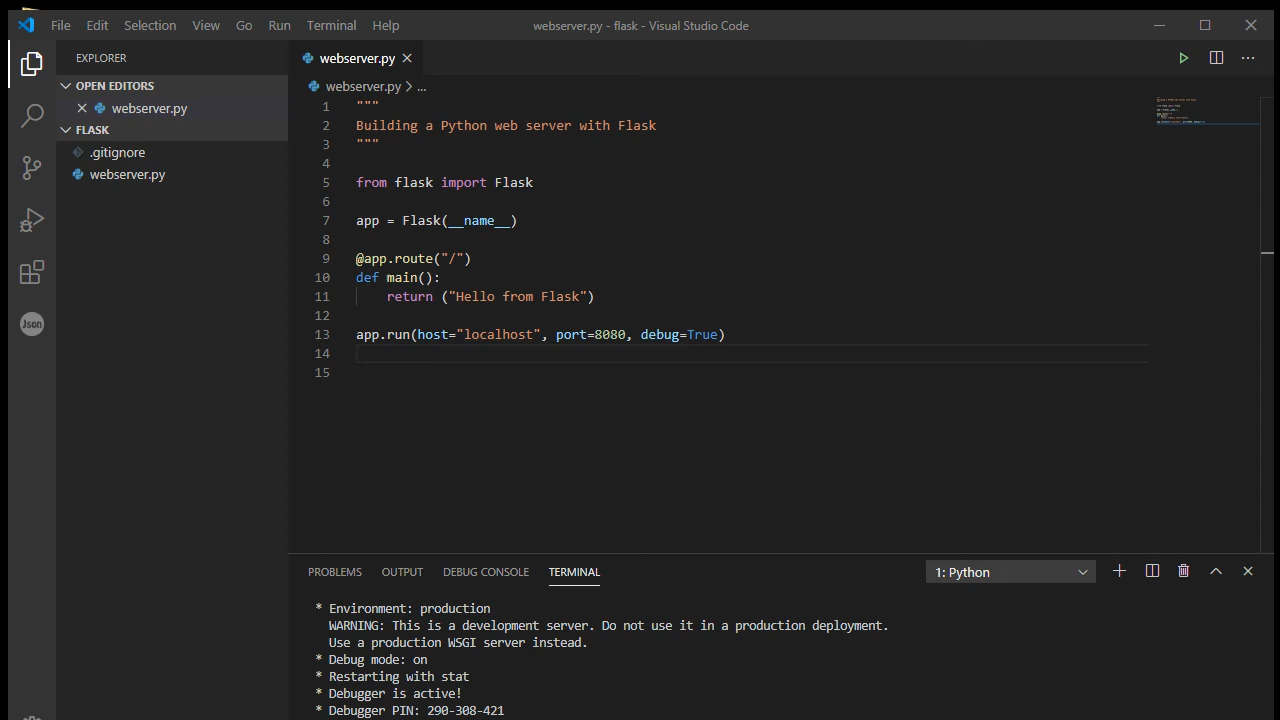 File Edit Selection View Go Run Terminal Help webserver.py - flask - Visual Studio Code
EXPLORER
OPEN EDITORS
webserver.py
FLASK
.gitignore
webserver.py
Json
webserver.py
webserver.py > ...
1 """
2 Building a Python web server with Flask
3 """
4
5 from flask import Flask
6
7 app = Flask(__name__)
8
9 @app.route("/")
10 def main():
11     return ("Hello from Flask")
12
13 app.run(host="localhost", port=8080, debug=True)
14
15
PROBLEMS OUTPUT DEBUG CONSOLE TERMINAL 1: Python
* Environment: production
WARNING: This is a development server. Do not use it in a production deployment.
Use a production WSGI server instead.
* Debug mode: on
* Restarting with stat
* Debugger is active!
* Debugger PIN: 290-308-421